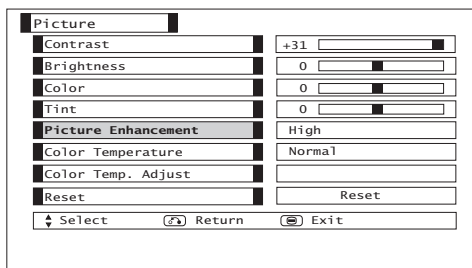 Picture
Contrast +31
Brightness 0
Color 0
Tint 0
Picture Enhancement High
Color Temperature Normal
Color Temp. Adjust
Reset Reset
Select Return Exit